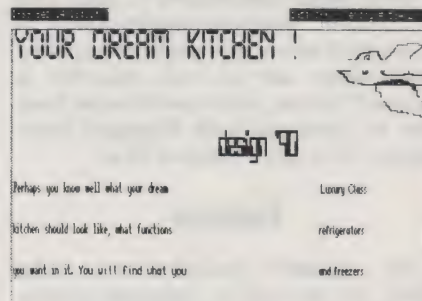 YOUR DREAM KITCHEN !
design '90
Perhaps you know well what your dream
kitchen should look like, what functions
you want in it. You will find what you
Luxury Class
refrigerators
and freezers